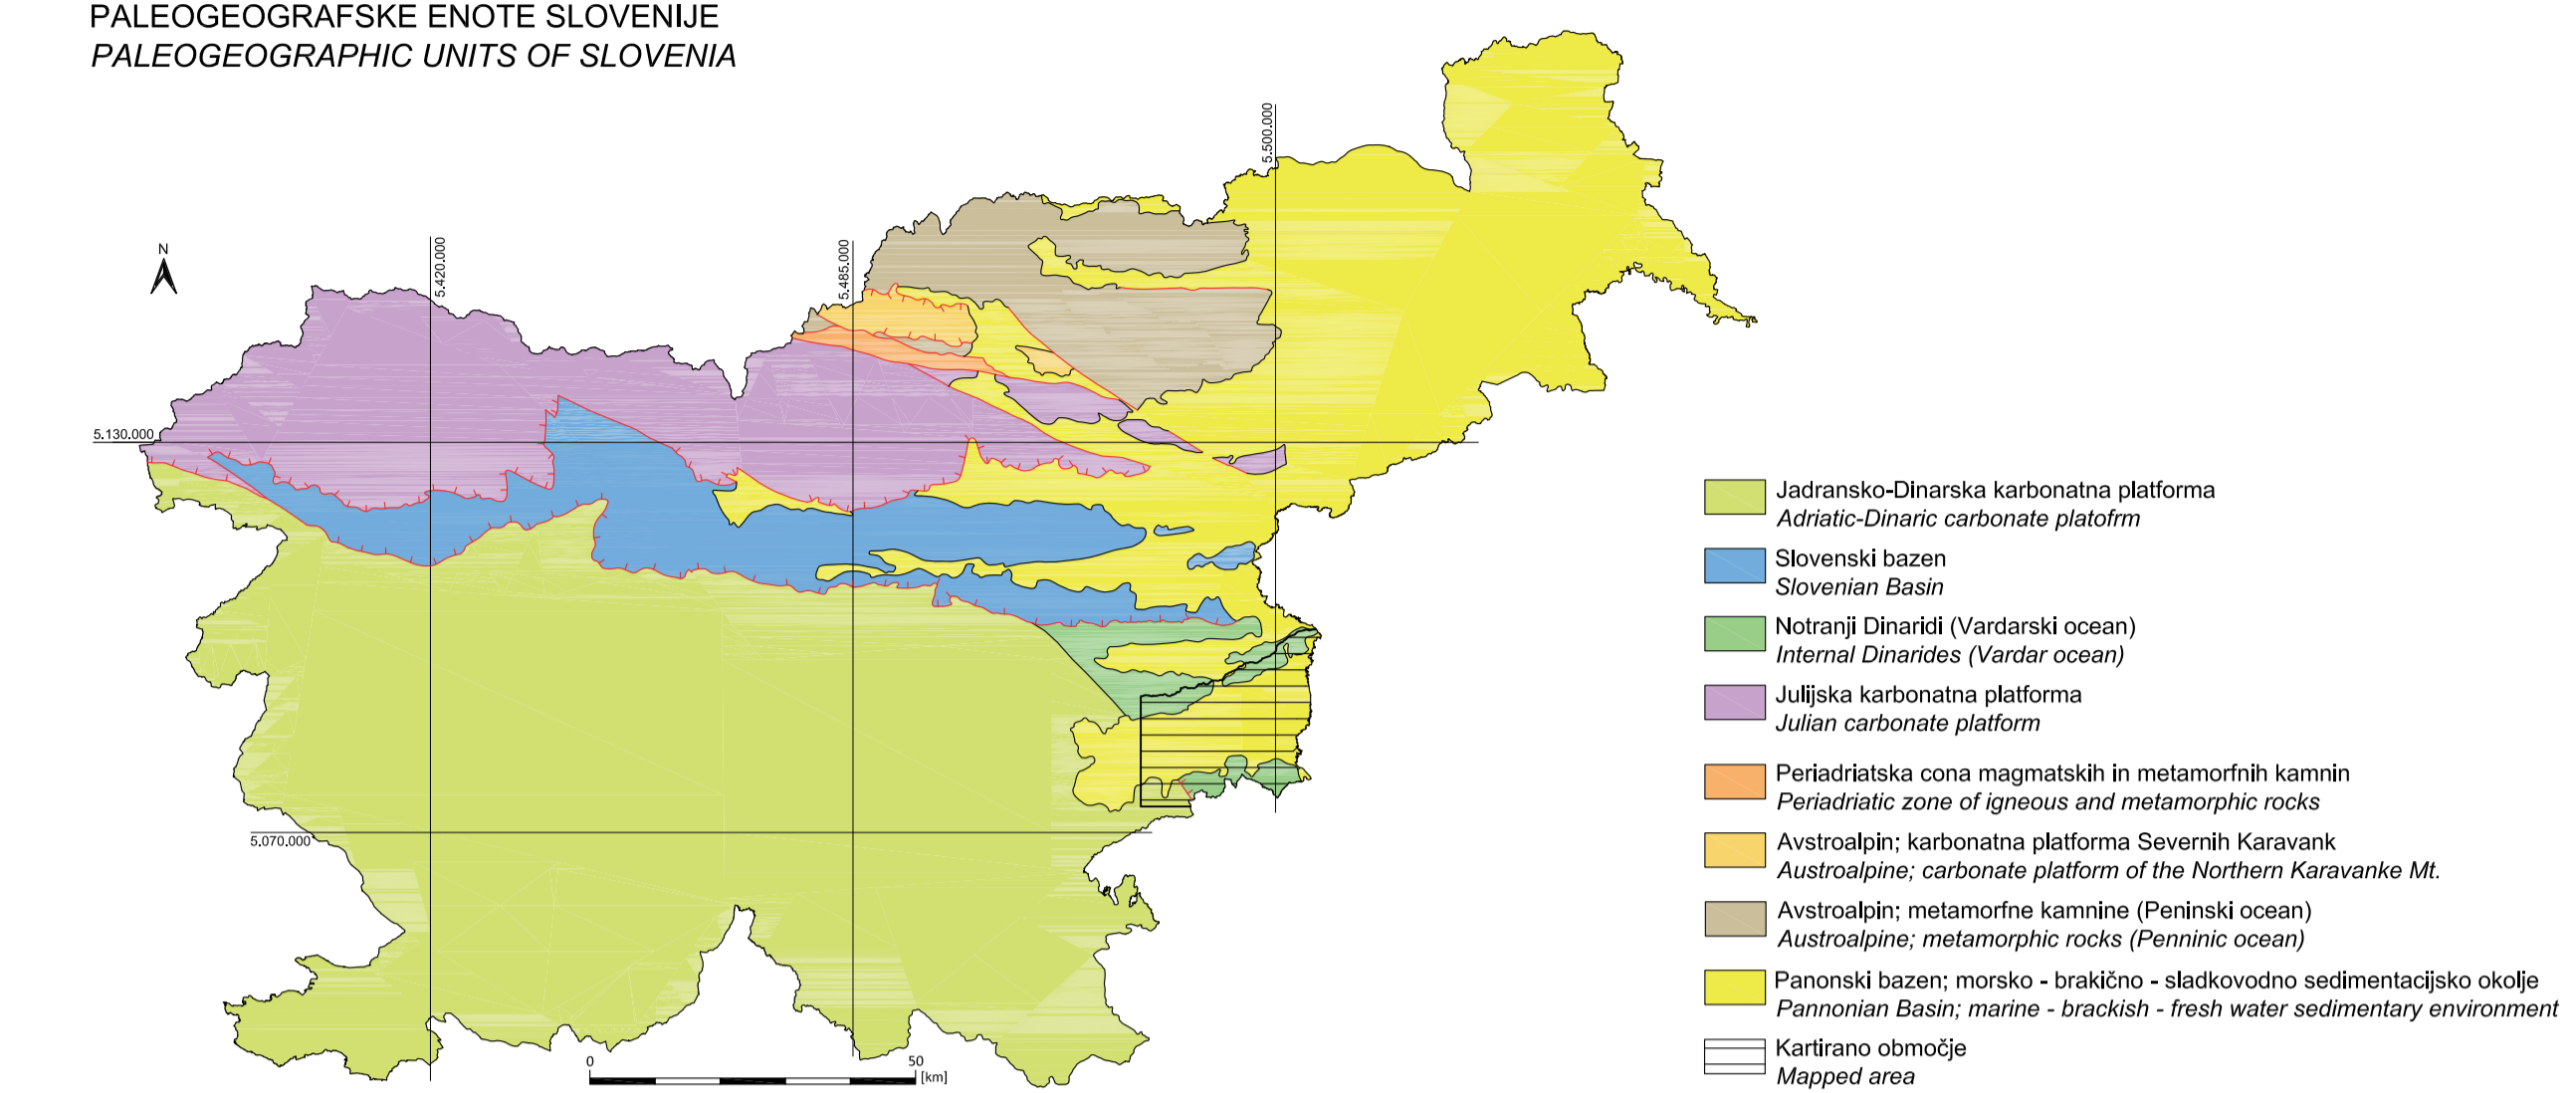 PALEOGEOGRAFSKE ENOTE SLOVENIJE
PALEOGEOGRAPHIC UNITS OF SLOVENIA
N
5.420.000
5.485.000
5.500.000
5.130.000
5.070.000
0
50
[km]
Jadransko-Dinarska karbonatna platforma
Adriatic-Dinaric carbonate platofrm
Slovenski bazen
Slovenian Basin
Notranji Dinaridi (Vardarski ocean)
Internal Dinarides (Vardar ocean)
Julijska karbonatna platforma
Julian carbonate platform
Periadriatska cona magmatskih in metamorfnih kamnin
Periadriatic zone of igneous and metamorphic rocks
Avstroalpin; karbonatna platforma Severnih Karavank
Austroalpine; carbonate platform of the Northern Karavanke Mt.
Avstroalpin; metamorfne kamnine (Peninski ocean)
Austroalpine; metamorphic rocks (Penninic ocean)
Panonski bazen; morsko - brakično - sladkovodno sedimentacijsko okolje
Pannonian Basin; marine - brackish - fresh water sedimentary environment
Kartirano območje
Mapped area